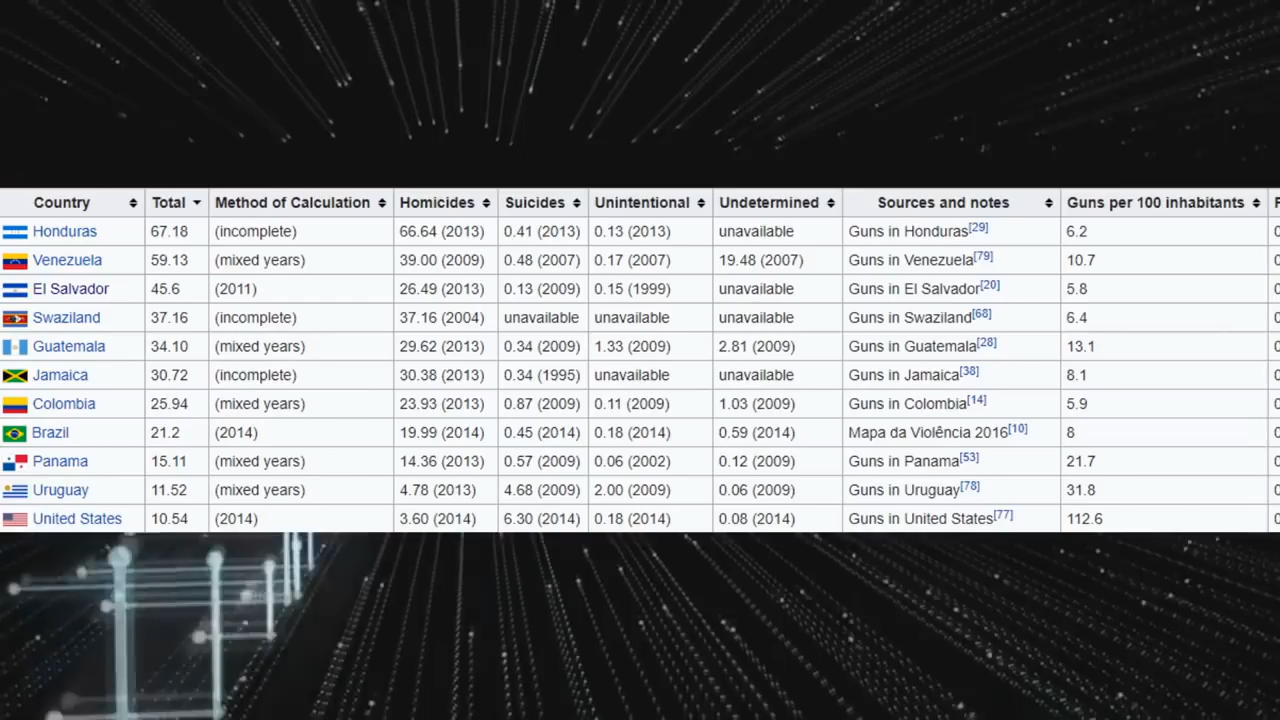 Country Total Method of Calculation Homicides Suicides Unintentional Undetermined Sources and notes Guns per 100 inhabitants
Honduras 67.18 (incomplete) 66.64 (2013) 0.41 (2013) 0.13 (2013) unavailable Guns in Honduras[29] 6.2
Venezuela 59.13 (mixed years) 39.00 (2009) 0.48 (2007) 0.17 (2007) 19.48 (2007) Guns in Venezuela[79] 10.7
El Salvador 45.6 (2011) 26.49 (2013) 0.13 (2009) 0.15 (1999) unavailable Guns in El Salvador[20] 5.8
Swaziland 37.16 (incomplete) 37.16 (2004) unavailable unavailable unavailable Guns in Swaziland[68] 6.4
Guatemala 34.10 (mixed years) 29.62 (2013) 0.34 (2009) 1.33 (2009) 2.81 (2009) Guns in Guatemala[28] 13.1
Jamaica 30.72 (incomplete) 30.38 (2013) 0.34 (1995) unavailable unavailable Guns in Jamaica[38] 8.1
Colombia 25.94 (mixed years) 23.93 (2013) 0.87 (2009) 0.11 (2009) 1.03 (2009) Guns in Colombia[14] 5.9
Brazil 21.2 (2014) 19.99 (2014) 0.45 (2014) 0.18 (2014) 0.59 (2014) Mapa da Violência 2016[10] 8
Panama 15.11 (mixed years) 14.36 (2013) 0.57 (2009) 0.06 (2002) 0.12 (2009) Guns in Panama[53] 21.7
Uruguay 11.52 (mixed years) 4.78 (2013) 4.68 (2009) 2.00 (2009) 0.06 (2009) Guns in Uruguay[78] 31.8
United States 10.54 (2014) 3.60 (2014) 6.30 (2014) 0.18 (2014) 0.08 (2014) Guns in United States[77] 112.6